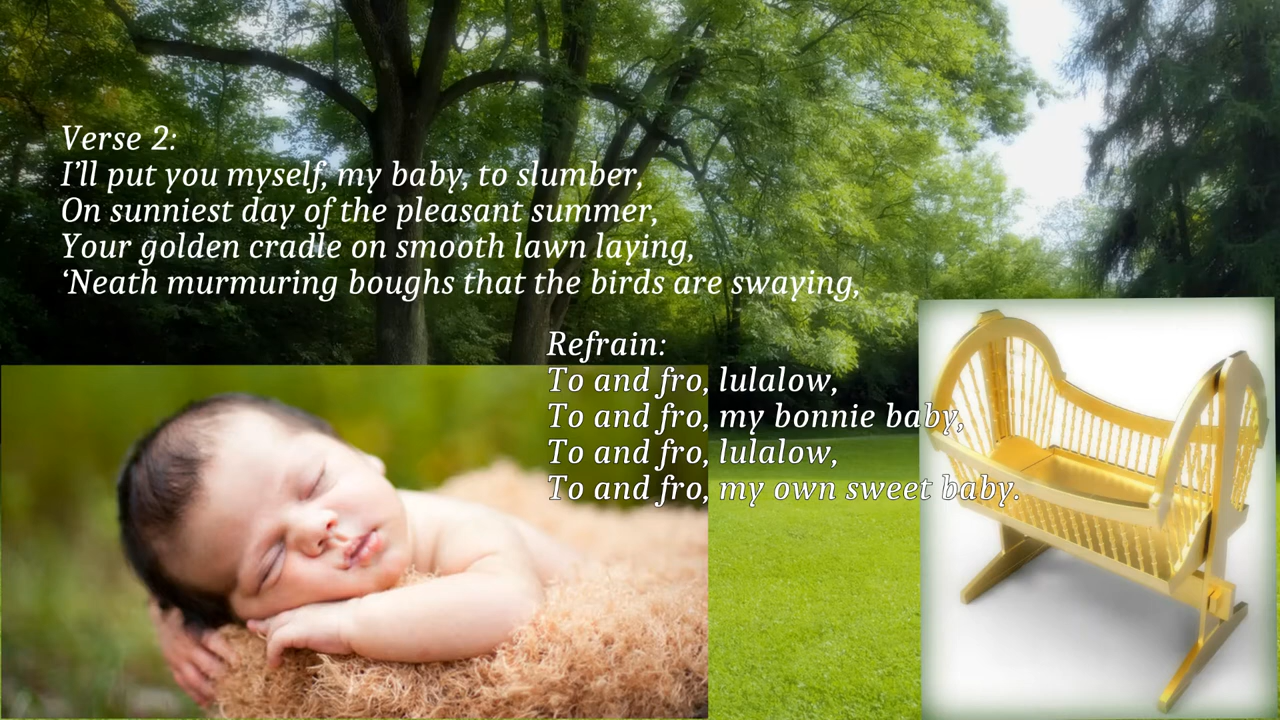 Verse 2:
I’ll put you myself, my baby, to slumber,
On sunniest day of the pleasant summer,
Your golden cradle on smooth lawn laying,
‘Neath murmuring boughs that the birds are swaying,
Refrain:
To and fro, lulalow,
To and fro, my bonnie baby,
To and fro, lulalow,
To and fro, my own sweet baby.